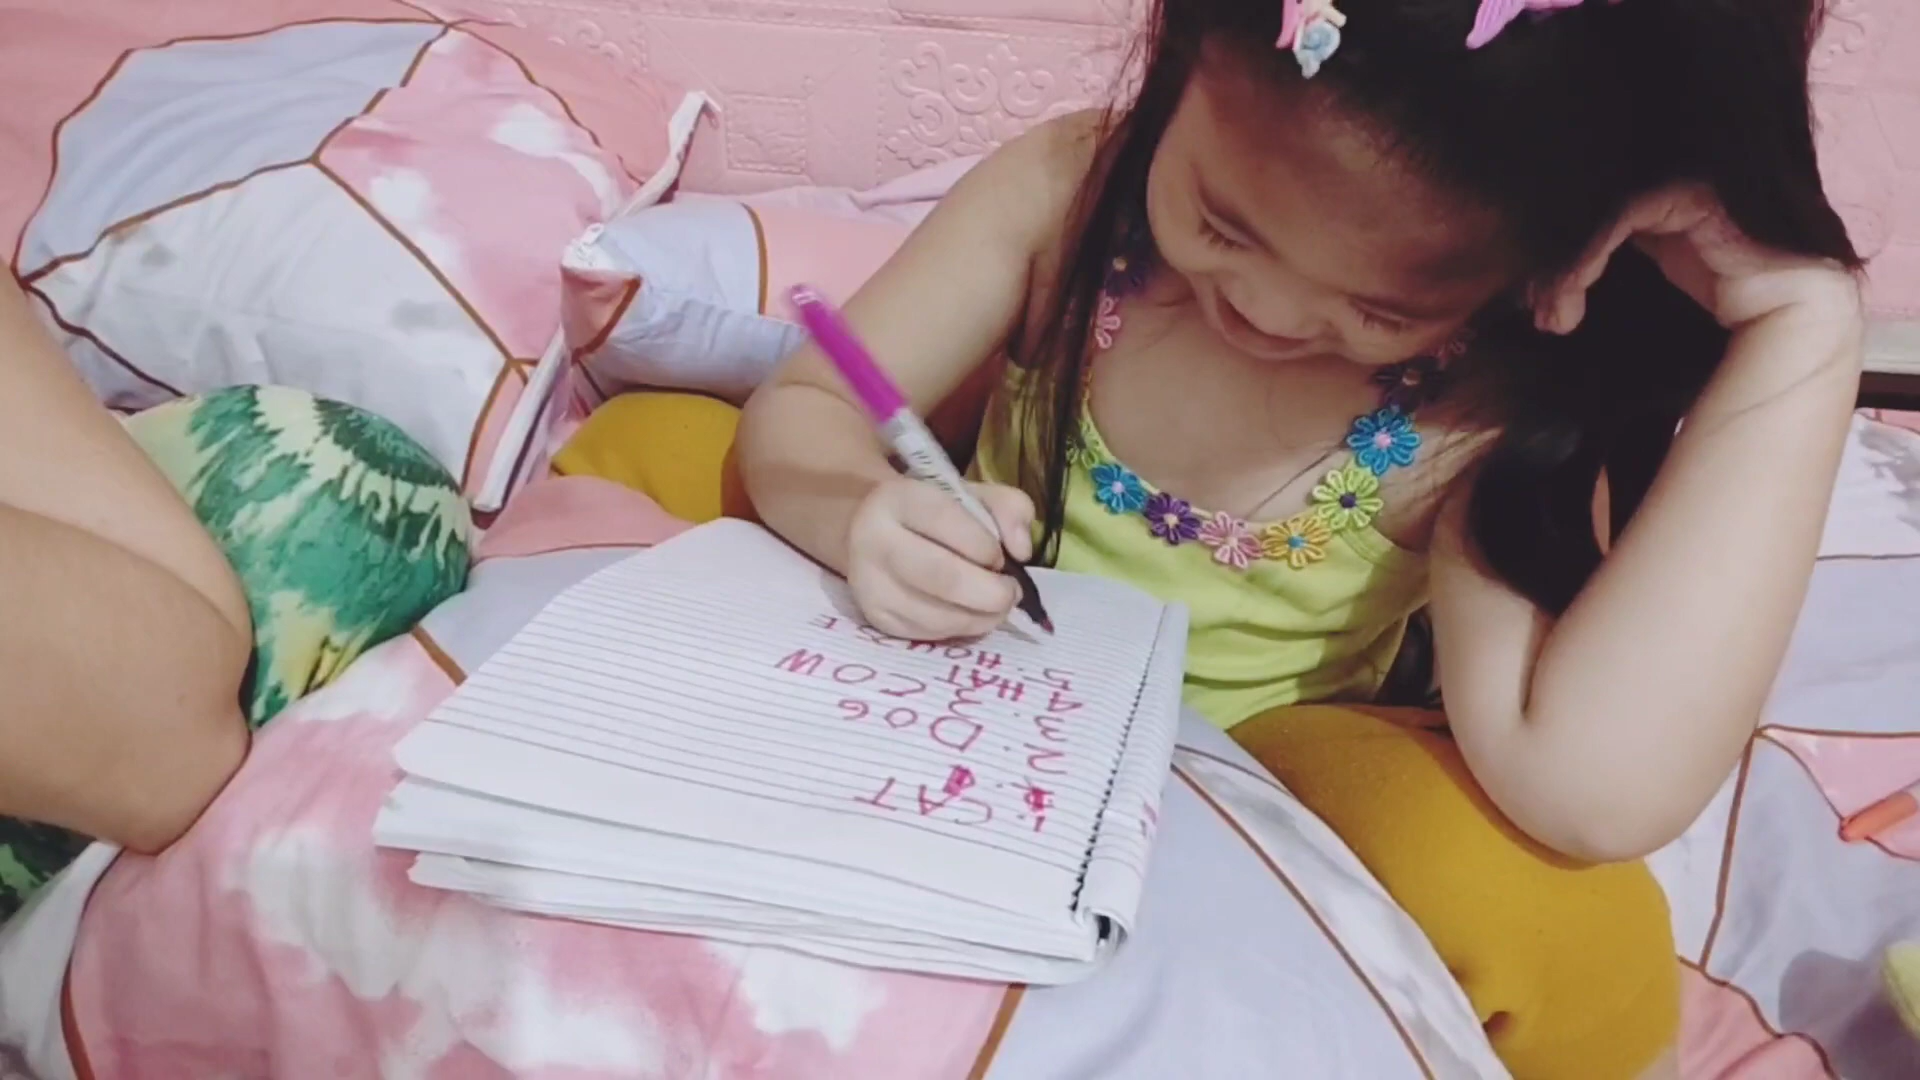 1. CAT
2. DOG
3. COW
4. HAT
5. HOUSE